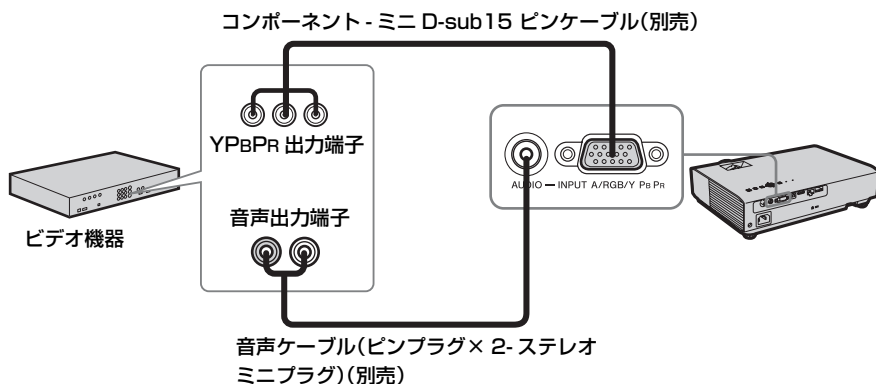 コンポーネント - ミニ D-sub15 ピンケーブル(別売)
YPBPR 出力端子
AUDIO — INPUT A/RGB/Y PB PR
ビデオ機器
音声出力端子
音声ケーブル(ピンプラグ× 2- ステレオ
ミニプラグ)(別売)